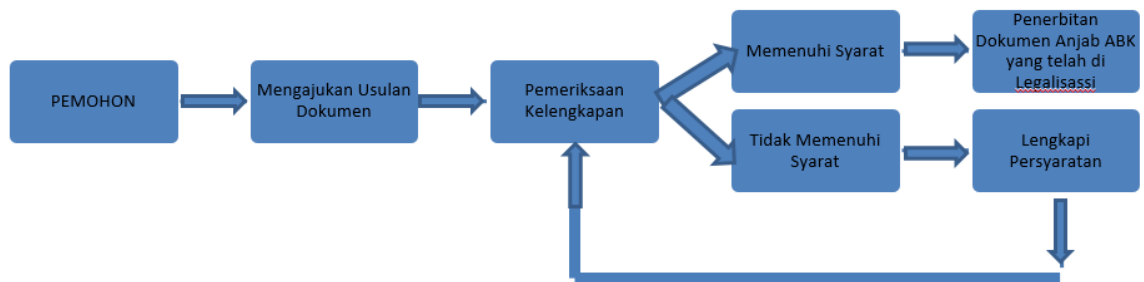 PEMOHON
Mengajukan Usulan
Dokumen
Pemeriksaan
Kelengkapan
Memenuhi Syarat
Penerbitan
Dokumen Anjab ABK
yang telah di
Legalisassi
Tidak Memenuhi
Syarat
Lengkapi
Persyaratan